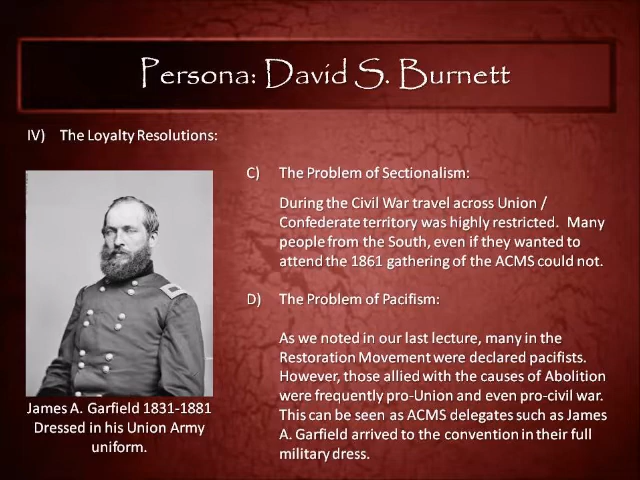 Persona: David S. Burnett
IV) The Loyalty Resolutions:
C) The Problem of Sectionalism:
During the Civil War travel across Union /
Confederate territory was highly restricted. Many
people from the South, even if they wanted to
attend the 1861 gathering of the ACMS could not.
D) The Problem of Pacifism:
As we noted in our last lecture, many in the
Restoration Movement were declared pacifists.
However, those allied with the causes of Abolition
were frequently pro-Union and even pro-civil war.
This can be seen as ACMS delegates such as James
A. Garfield arrived to the convention in their full
military dress.
James A. Garfield 1831-1881
Dressed in his Union Army
uniform.